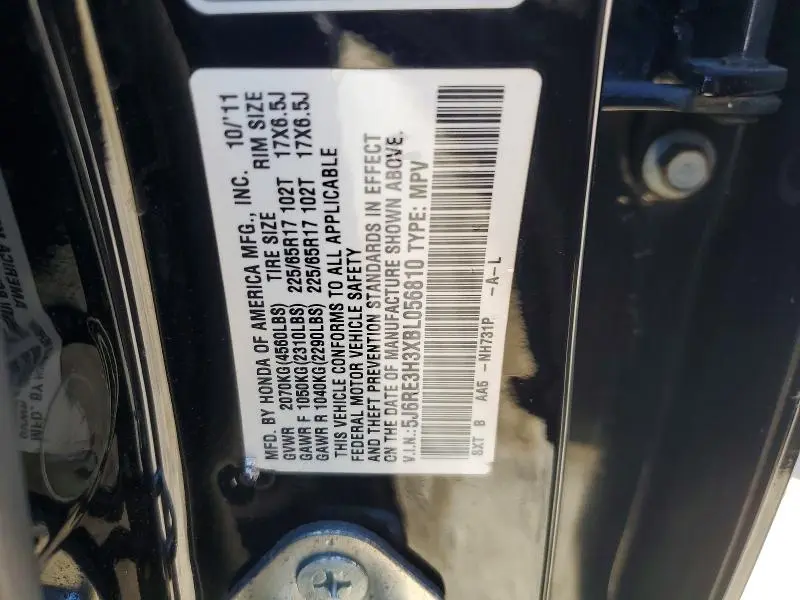 MFD. BY HONDA OF AMERICA MFG., INC. 10/'11
GVWR 2070KG(4560LBS) TIRE SIZE RIM SIZE
GAWR F 1050KG(2310LBS) 225/65R17 102T 17X6.5J
GAWR R 1040KG(2290LBS) 225/65R17 102T 17X6.5J
THIS VEHICLE CONFORMS TO ALL APPLICABLE
FEDERAL MOTOR VEHICLE SAFETY
AND THEFT PREVENTION STANDARDS IN EFFECT
ON THE DATE OF MANUFACTURE SHOWN ABOVE.
V.I.N.:5J6RE3H3XBL056810 TYPE: MPV
SXT B AA5 -NH731P -A-L